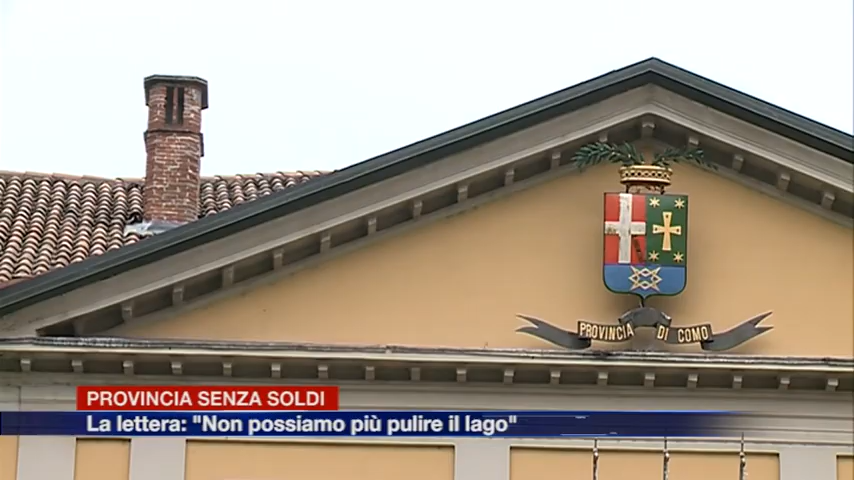 PROVINCIA DI COMO
PROVINCIA SENZA SOLDI
La lettera: "Non possiamo più pulire il lago"